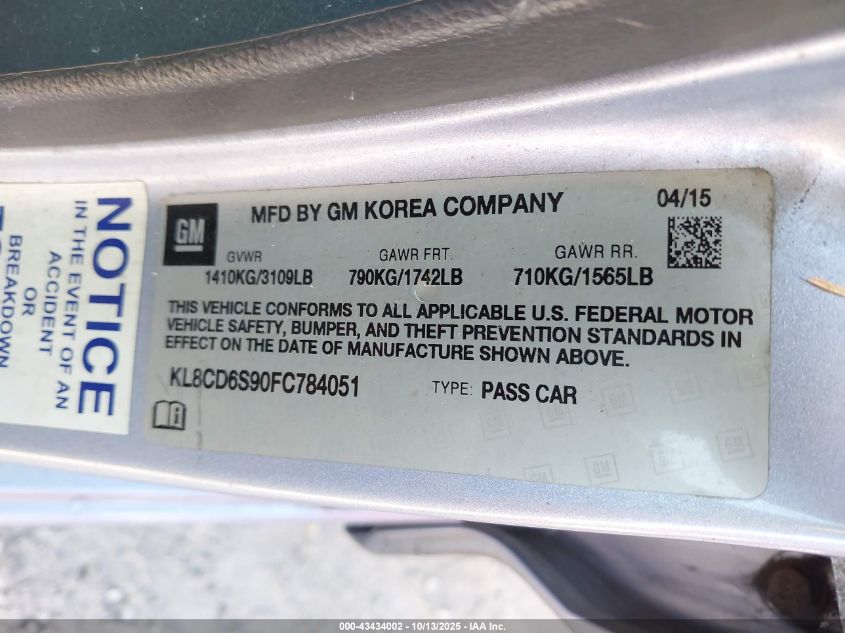 NOTICE
IN THE EVENT OF AN
ACCIDENT
OR
BREAKDOWN
GM
MFD BY GM KOREA COMPANY
04/15
GVWR GAWR FRT. GAWR RR.
1410KG/3109LB 790KG/1742LB 710KG/1565LB
THIS VEHICLE CONFORMS TO ALL APPLICABLE U.S. FEDERAL MOTOR
VEHICLE SAFETY, BUMPER, AND THEFT PREVENTION STANDARDS IN
EFFECT ON THE DATE OF MANUFACTURE SHOWN ABOVE.
KL8CD6S90FC784051 TYPE: PASS CAR
000-43434002 | 10/13/2025 - IAA Inc.